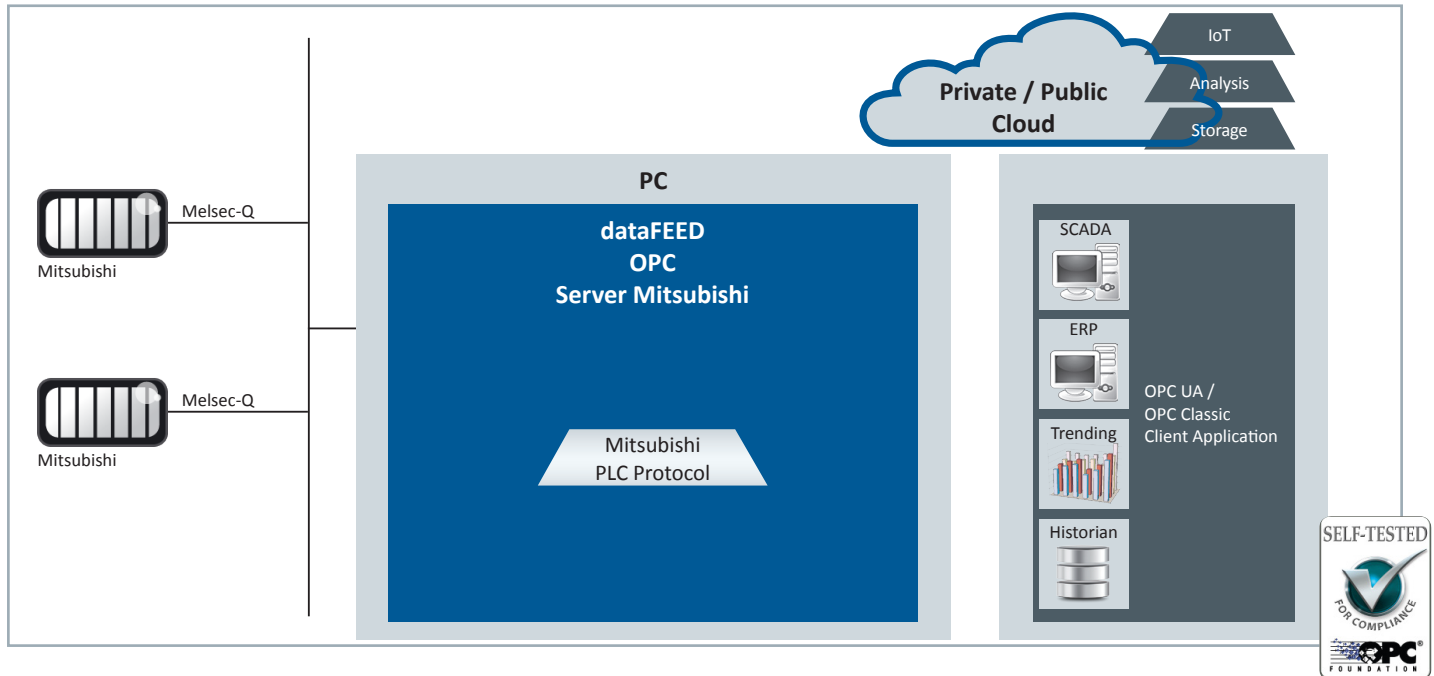 IoT
Analysis
Storage
Private / Public
Cloud
PC
dataFEED
OPC
Server Mitsubishi
Mitsubishi
PLC Protocol
Melsec-Q
Mitsubishi
Melsec-Q
Mitsubishi
SCADA
ERP
Trending
Historian
OPC UA /
OPC Classic
Client Application
SELF-TESTED
FOR COMPLIANCE
OPC®
FOUNDATION